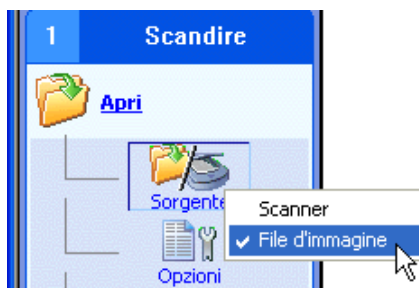 1 Scandire
Apri
Sorgente
Scanner
File d'immagine
Opzioni